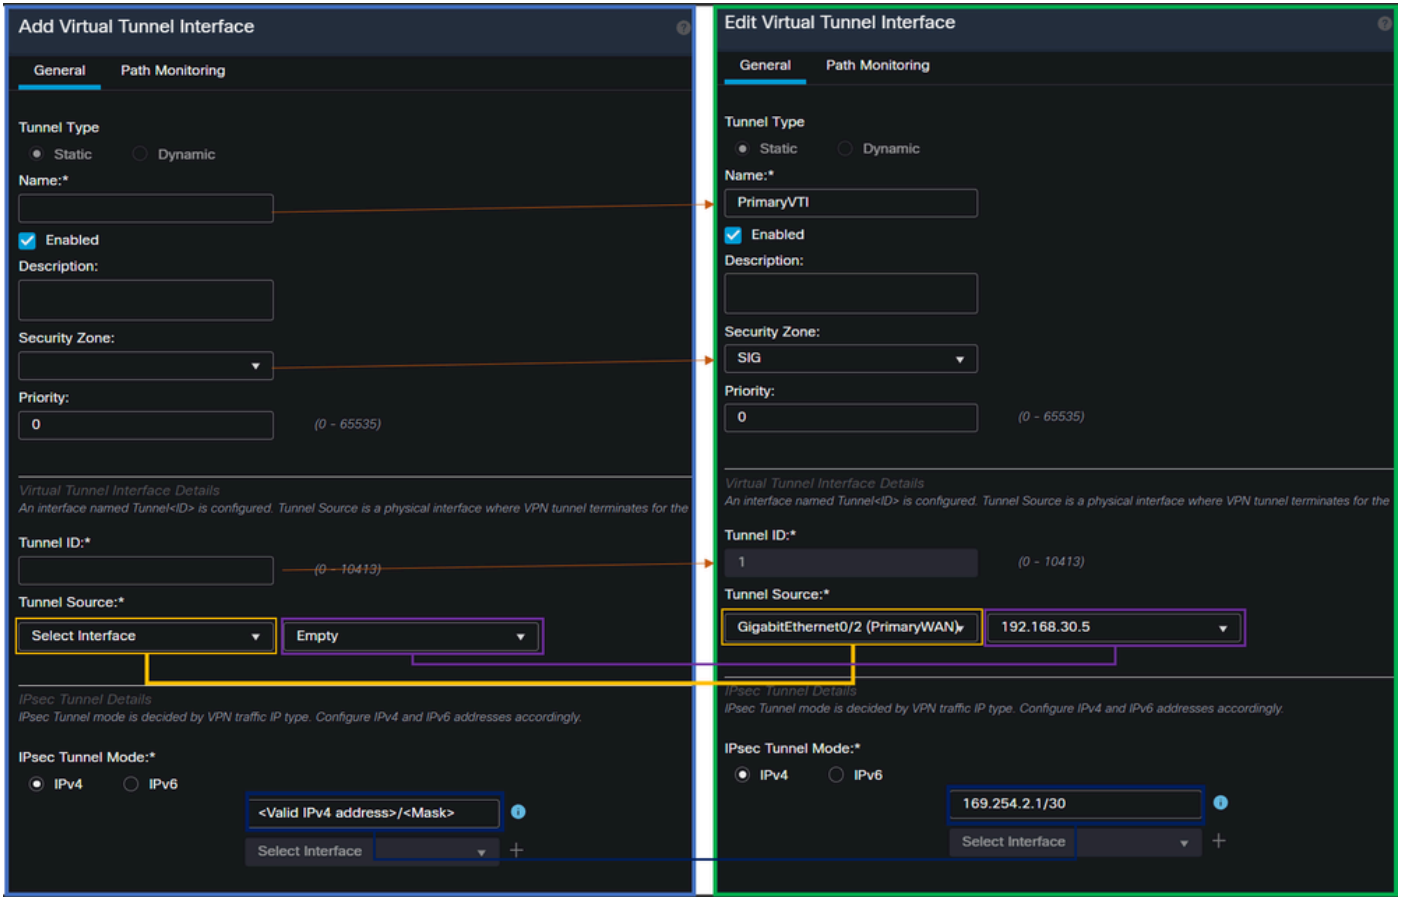 Add Virtual Tunnel Interface
General Path Monitoring
Tunnel Type
Static Dynamic
Name:*
Enabled
Description:
Security Zone:
Priority:
0 (0 - 65535)
Virtual Tunnel Interface Details
An interface named Tunnel<ID> is configured. Tunnel Source is a physical interface where VPN tunnel terminates for the
Tunnel ID:*
(0 - 10413)
Tunnel Source:*
Select Interface Empty
IPsec Tunnel Details
IPsec Tunnel mode is decided by VPN traffic IP type. Configure IPv4 and IPv6 addresses accordingly.
IPsec Tunnel Mode:*
IPv4 IPv6
<Valid IPv4 address>/<Mask>
Select Interface
Edit Virtual Tunnel Interface
General Path Monitoring
Tunnel Type
Static Dynamic
Name:*
PrimaryVTI
Enabled
Description:
Security Zone:
SIG
Priority:
0 (0 - 65535)
Virtual Tunnel Interface Details
An interface named Tunnel<ID> is configured. Tunnel Source is a physical interface where VPN tunnel terminates for the
Tunnel ID:*
1 (0 - 10413)
Tunnel Source:*
GigabitEthernet0/2 (PrimaryWAN) 192.168.30.5
IPsec Tunnel Details
IPsec Tunnel mode is decided by VPN traffic IP type. Configure IPv4 and IPv6 addresses accordingly.
IPsec Tunnel Mode:*
IPv4 IPv6
169.254.2.1/30
Select Interface